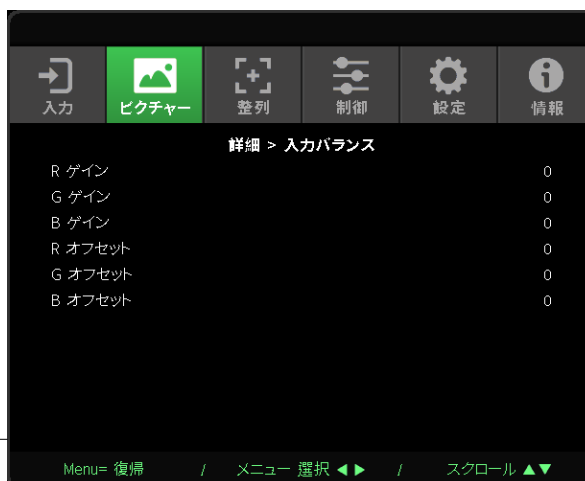 入力 ピクチャー 整列 制御 設定 情報
詳細 > 入力バランス
R ゲイン 0
G ゲイン 0
B ゲイン 0
R オフセット 0
G オフセット 0
B オフセット 0
Menu= 復帰 / メニュー 選択 ◀ ▶ / スクロール ▲▼